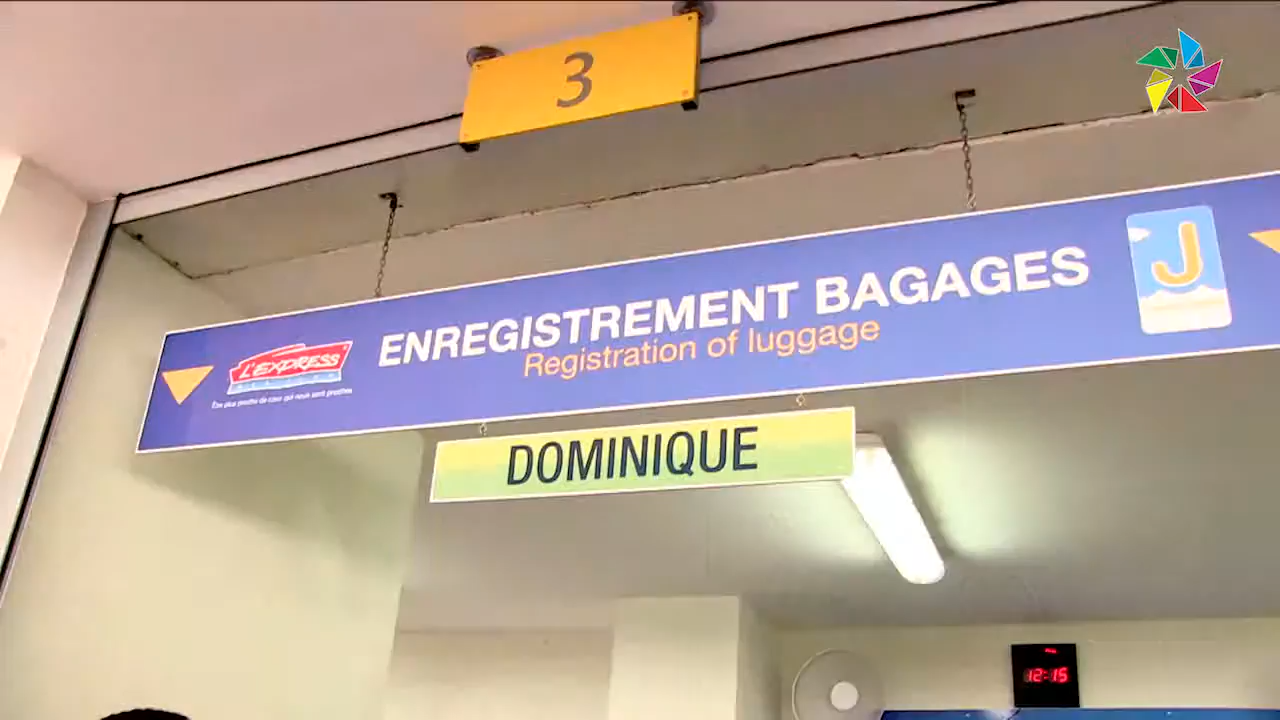 3
ENREGISTREMENT BAGAGES
Registration of luggage
L'EXPRESS
J
DOMINIQUE
12:15